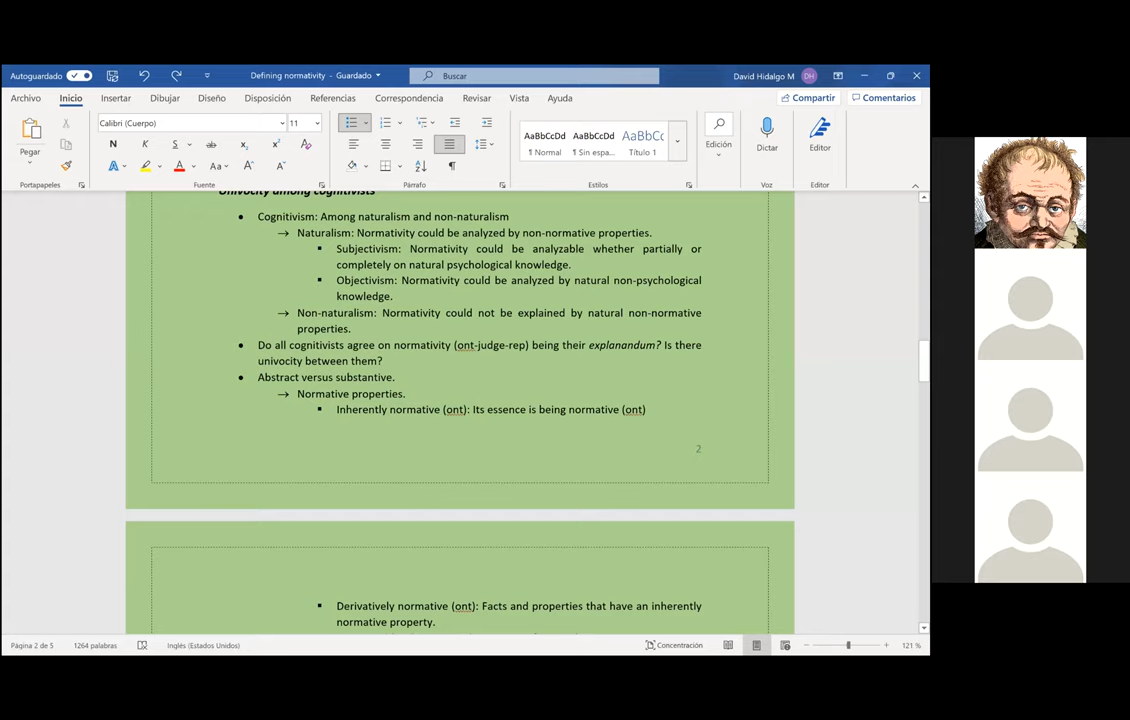 Autoguardado
Defining normativity - Guardado
Buscar
David Hidalgo M
DH
Archivo Inicio Insertar Dibujar Diseño Disposición Referencias Correspondencia Revisar Vista Ayuda
Compartir
Comentarios
Pegar
Portapapeles
Calibri (Cuerpo)
11
N K S ab x₂ x² A
A A Aa A A
Fuente
Párrafo
AaBbCcDd AaBbCcDd AaBbCc
¶ Normal ¶ Sin espa... Título 1
Estilos
Edición
Dictar
Voz
Editor
Editor
Univocity among cognitivists
• Cognitivism: Among naturalism and non-naturalism
→ Naturalism: Normativity could be analyzed by non-normative properties.
▪ Subjectivism: Normativity could be analyzable whether partially or
completely on natural psychological knowledge.
▪ Objectivism: Normativity could be analyzed by natural non-psychological
knowledge.
→ Non-naturalism: Normativity could not be explained by natural non-normative
properties.
• Do all cognitivists agree on normativity (ont-judge-rep) being their explanandum? Is there
univocity between them?
• Abstract versus substantive.
→ Normative properties.
▪ Inherently normative (ont): Its essence is being normative (ont)
2
▪ Derivatively normative (ont): Facts and properties that have an inherently
normative property.
Página 2 de 5
1264 palabras
Inglés (Estados Unidos)
Concentración
121 %